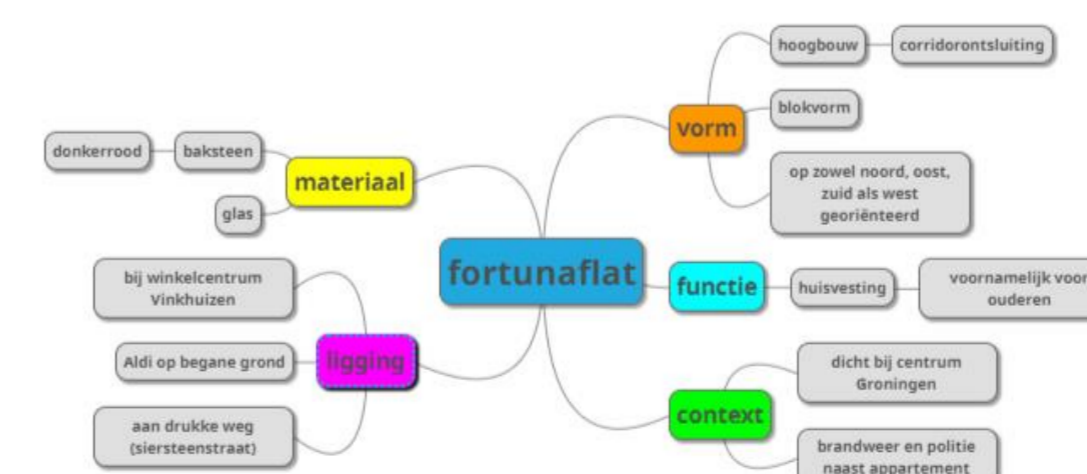 fortunaflat
materiaal
baksteen
donkerrood
glas
ligging
bij winkelcentrum
Vinkhuizen
Aldi op begane grond
aan drukke weg
(siersteenstraat)
vorm
hoogbouw
corridorontsluiting
blokvorm
op zowel noord, oost,
zuid als west
georiënteerd
functie
huisvesting
voornamelijk voor
ouderen
context
dicht bij centrum
Groningen
brandweer en politie
naast appartement